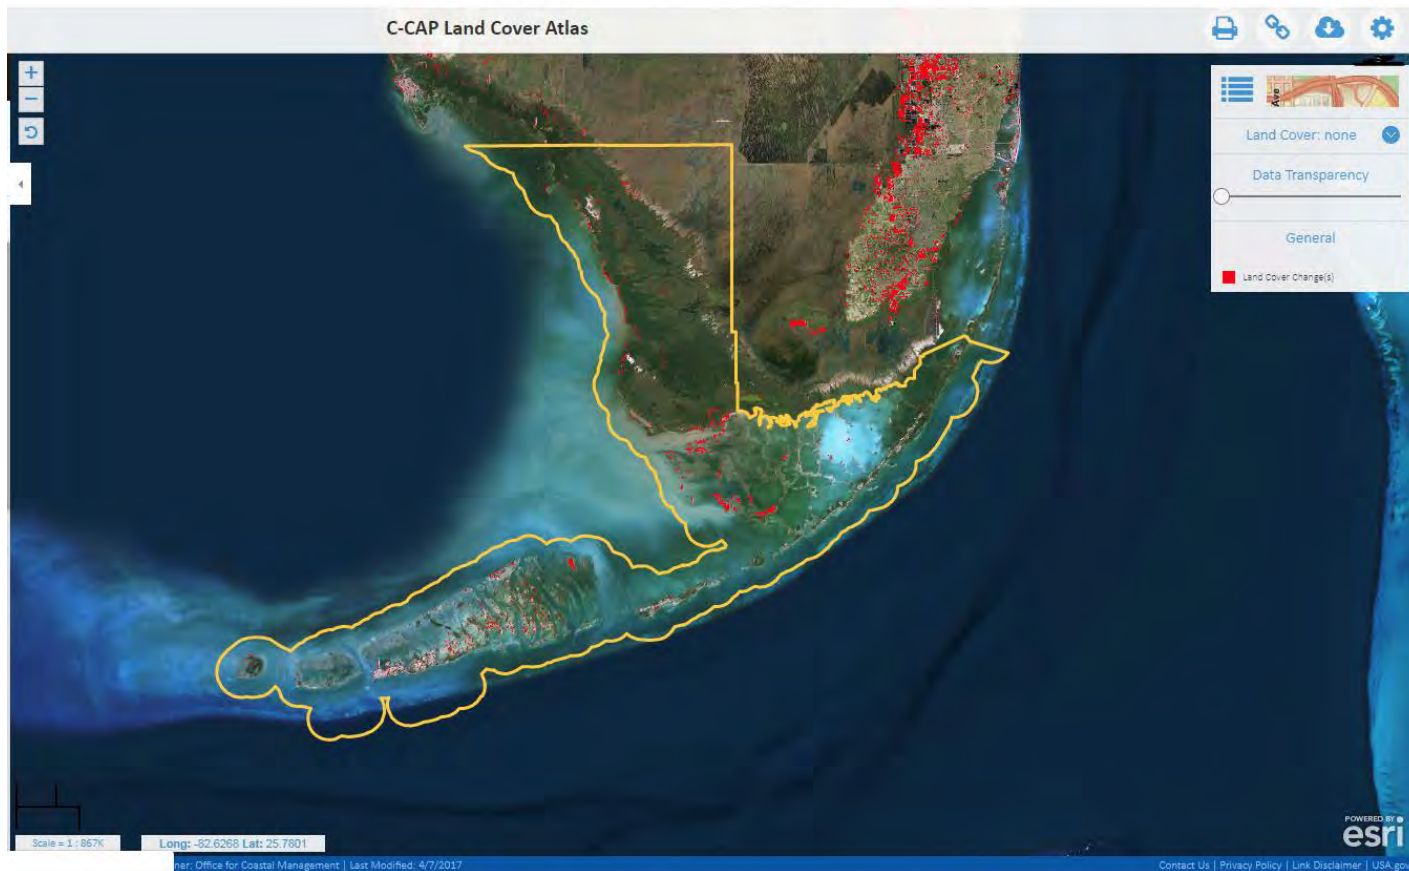 C-CAP Land Cover Atlas
+
−
Ave
Land Cover: none
Data Transparency
General
Land Cover Change(s)
Scale = 1 : 867K
Long: -82.6268 Lat: 25.7801
POWERED BY
esri
ner: Office for Coastal Management | Last Modified: 4/7/2017
Contact Us | Privacy Policy | Link Disclaimer | USA.gov